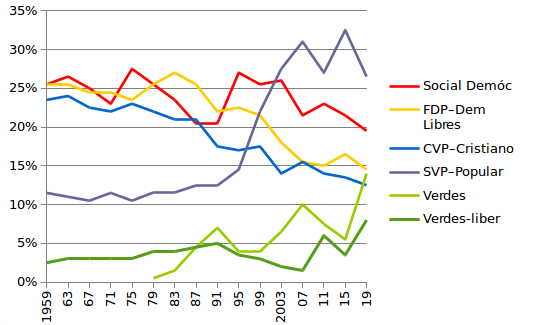 35%
30%
25%
20%
15%
10%
5%
0%
1959 63 67 71 75 79 83 87 91 95 99 2003 07 11 15 19
Social Demóc
FDP–Dem
Libres
CVP–Cristiano
SVP–Popular
Verdes
Verdes-liber